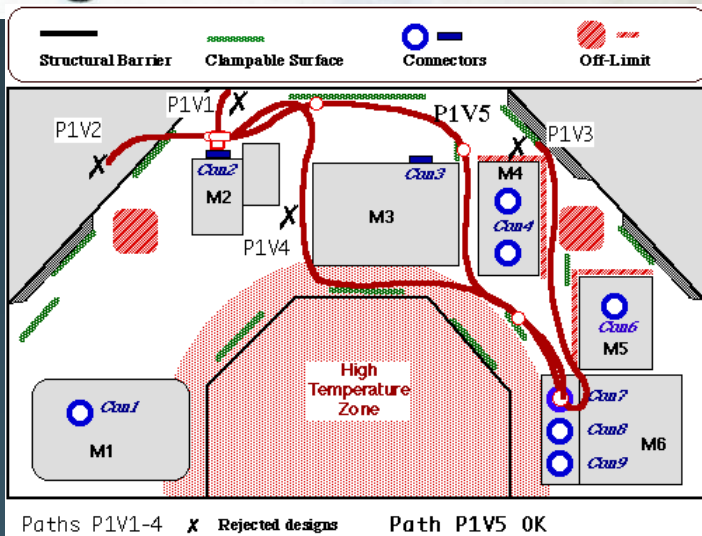 Structural Barrier Clampable Surface Connectors Off-Limit
P1V1
P1V5
P1V2
P1V3
Con2
Con3
M4
M2
M3
Con4
P1V4
Con6
M5
High
Temperature
Zone
Con7
Con1
Con8
M1
M6
Con9
Paths P1V1-4 X Rejected designs Path P1V5 OK